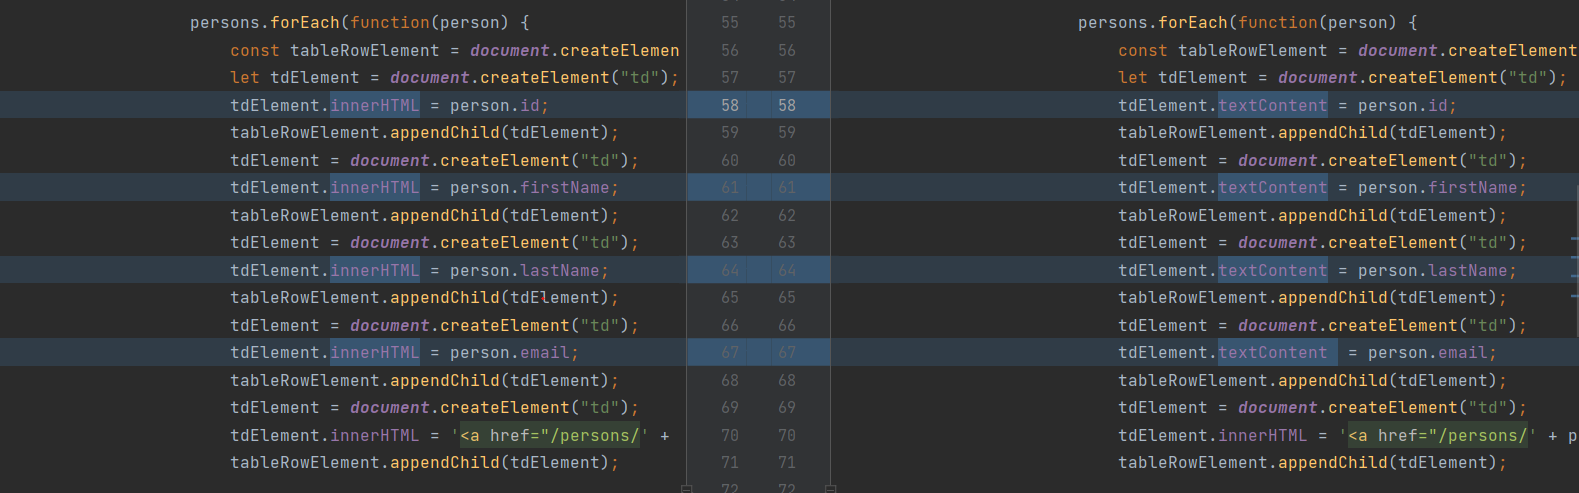 persons.forEach(function(person) {
const tableRowElement = document.createElemen
let tdElement = document.createElement("td");
tdElement.innerHTML = person.id;
tableRowElement.appendChild(tdElement);
tdElement = document.createElement("td");
tdElement.innerHTML = person.firstName;
tableRowElement.appendChild(tdElement);
tdElement = document.createElement("td");
tdElement.innerHTML = person.lastName;
tableRowElement.appendChild(tdElement);
tdElement = document.createElement("td");
tdElement.innerHTML = person.email;
tableRowElement.appendChild(tdElement);
tdElement = document.createElement("td");
tdElement.innerHTML = '<a href="/persons/' +
tableRowElement.appendChild(tdElement);
55 55
56 56
57 57
58 58
59 59
60 60
61 61
62 62
63 63
64 64
65 65
66 66
67 67
68 68
69 69
70 70
71 71
72 72
persons.forEach(function(person) {
const tableRowElement = document.createElement
let tdElement = document.createElement("td");
tdElement.textContent = person.id;
tableRowElement.appendChild(tdElement);
tdElement = document.createElement("td");
tdElement.textContent = person.firstName;
tableRowElement.appendChild(tdElement);
tdElement = document.createElement("td");
tdElement.textContent = person.lastName;
tableRowElement.appendChild(tdElement);
tdElement = document.createElement("td");
tdElement.textContent  = person.email;
tableRowElement.appendChild(tdElement);
tdElement = document.createElement("td");
tdElement.innerHTML = '<a href="/persons/' + p
tableRowElement.appendChild(tdElement);